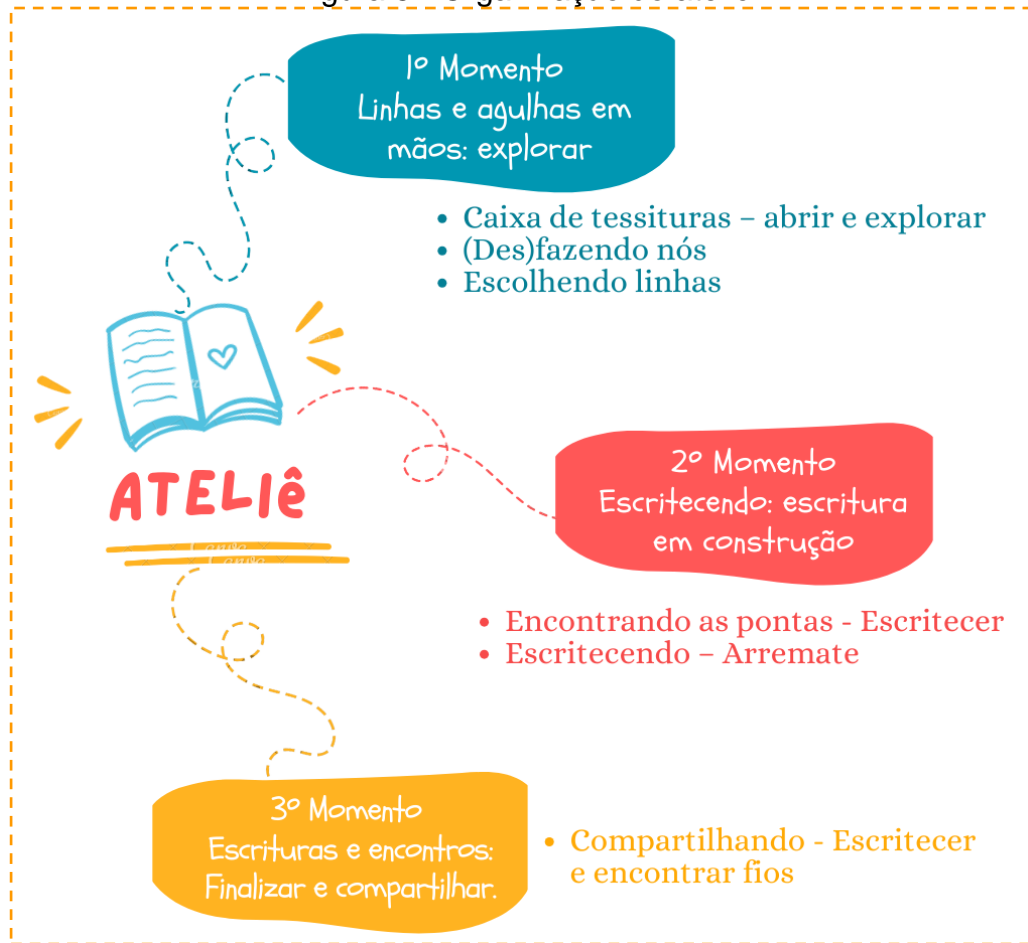 1º Momento
Linhas e agulhas em
mãos: explorar
• Caixa de tessituras – abrir e explorar
• (Des)fazendo nós
• Escolhendo linhas
ATELIÊ
Canva
Canva
2º Momento
Escritecendo: escritura
em construção
• Encontrando as pontas - Escritecer
• Escritecendo – Arremate
3º Momento
Escrituras e encontros:
Finalizar e compartilhar.
• Compartilhando - Escritecer
e encontrar fios